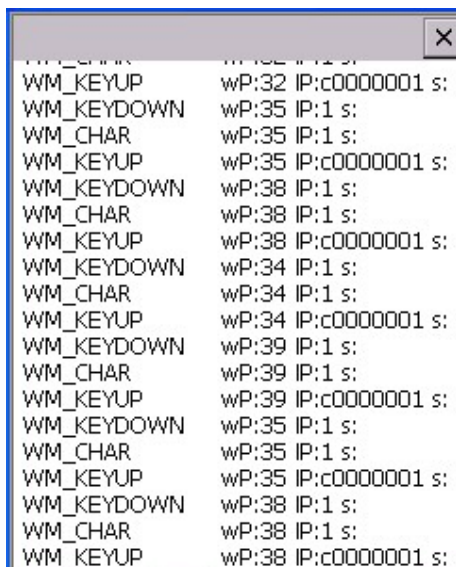 WM_KEYUP wP:32 lP:c0000001 s:
WM_KEYDOWN wP:35 lP:1 s:
WM_CHAR wP:35 lP:1 s:
WM_KEYUP wP:35 lP:c0000001 s:
WM_KEYDOWN wP:38 lP:1 s:
WM_CHAR wP:38 lP:1 s:
WM_KEYUP wP:38 lP:c0000001 s:
WM_KEYDOWN wP:34 lP:1 s:
WM_CHAR wP:34 lP:1 s:
WM_KEYUP wP:34 lP:c0000001 s:
WM_KEYDOWN wP:39 lP:1 s:
WM_CHAR wP:39 lP:1 s:
WM_KEYUP wP:39 lP:c0000001 s:
WM_KEYDOWN wP:35 lP:1 s:
WM_CHAR wP:35 lP:1 s:
WM_KEYUP wP:35 lP:c0000001 s:
WM_KEYDOWN wP:38 lP:1 s:
WM_CHAR wP:38 lP:1 s:
WM_KEYUP wP:38 lP:c0000001 s: